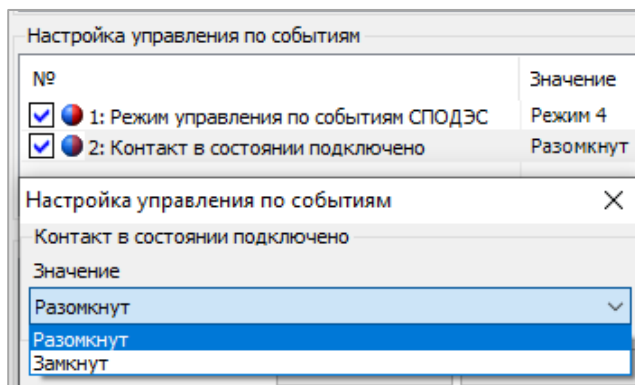 Настройка управления по событиям
№ Значение
1: Режим управления по событиям СПОДЭС Режим 4
2: Контакт в состоянии подключено Разомкнут
Настройка управления по событиям
Контакт в состоянии подключено
Значение
Разомкнут
Разомкнут
Замкнут